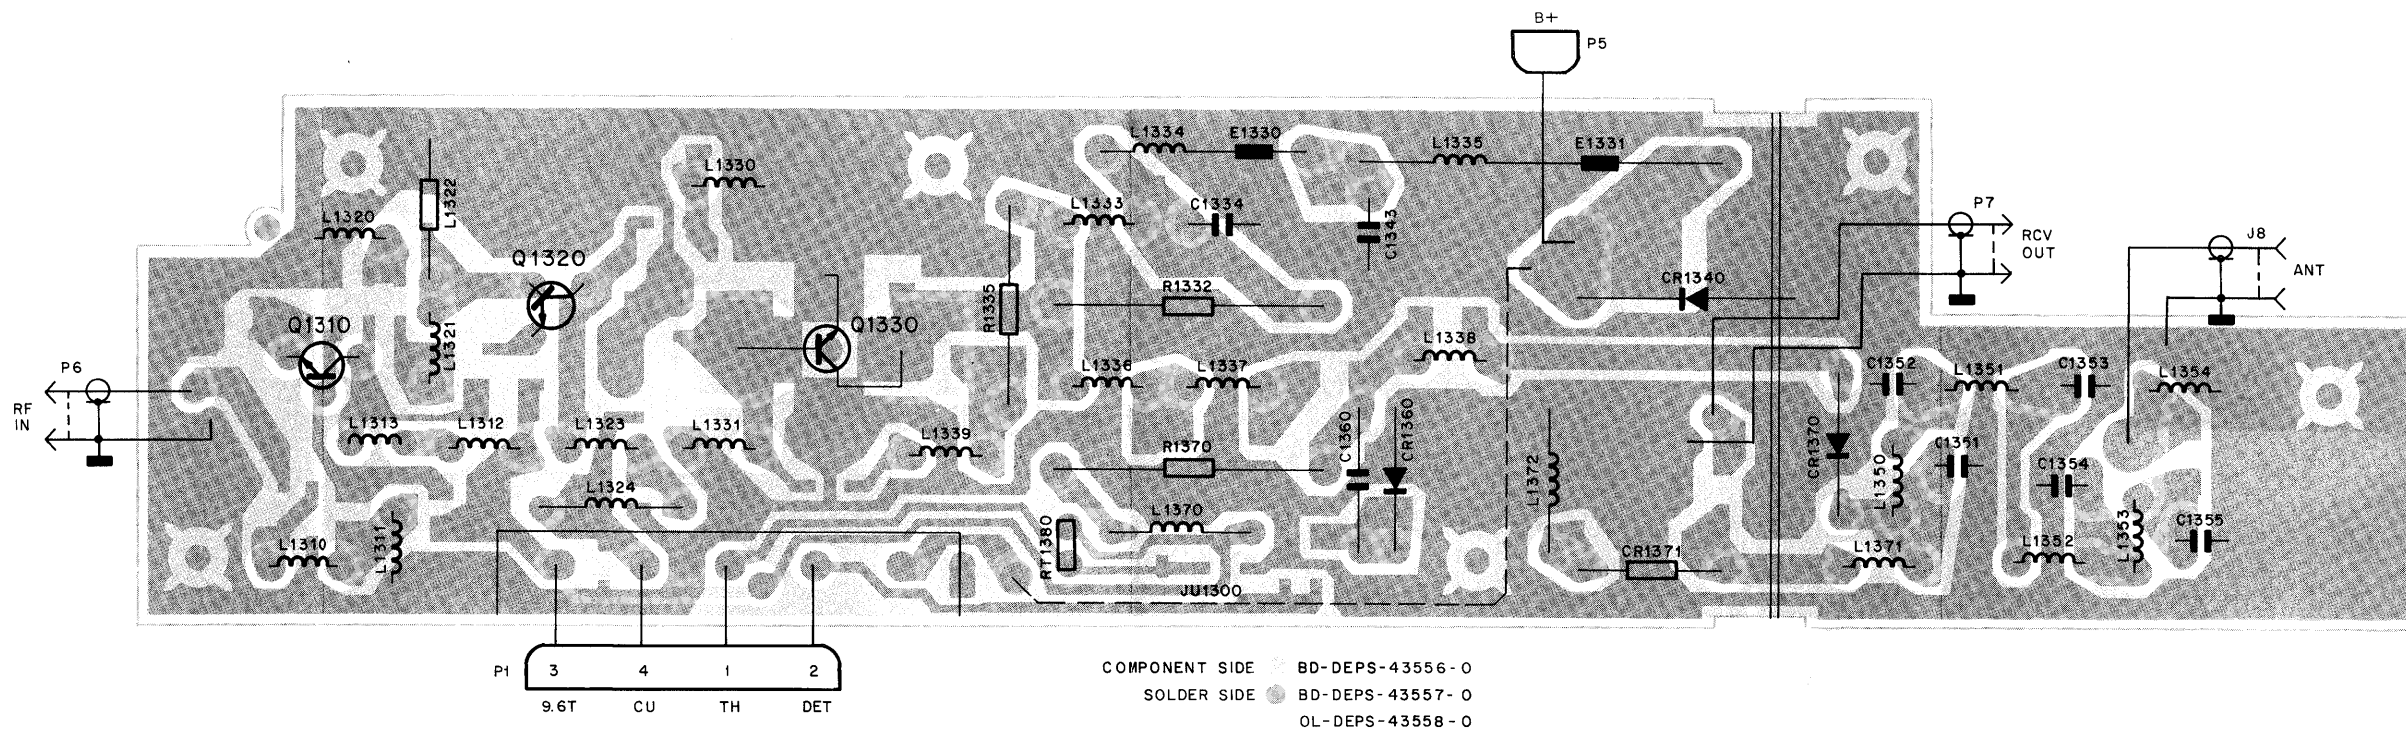 B+
P5
L1334
E1330
L1335
E1331
L1330
L1322
L1320
L1333
C1334
C1343
P7
RCV
OUT
J8
ANT
Q1320
CR1340
R1332
R1335
Q1310
Q1330
L1321
L1338
P6
RF
IN
L1336
L1337
C1352
L1351
C1353
L1354
L1313
L1312
L1323
L1331
L1339
R1370
C1360
CR1360
L1372
CR1370
L1350
C1351
C1354
L1324
L1370
RT1380
L1353
C1355
L1310
L1311
CR1371
L1371
L1352
JU1300
P1
3 4 1 2
9.6T CU TH DET
COMPONENT SIDE BD-DEPS-43556-0
SOLDER SIDE BD-DEPS-43557-0
OL-DEPS-43558-0